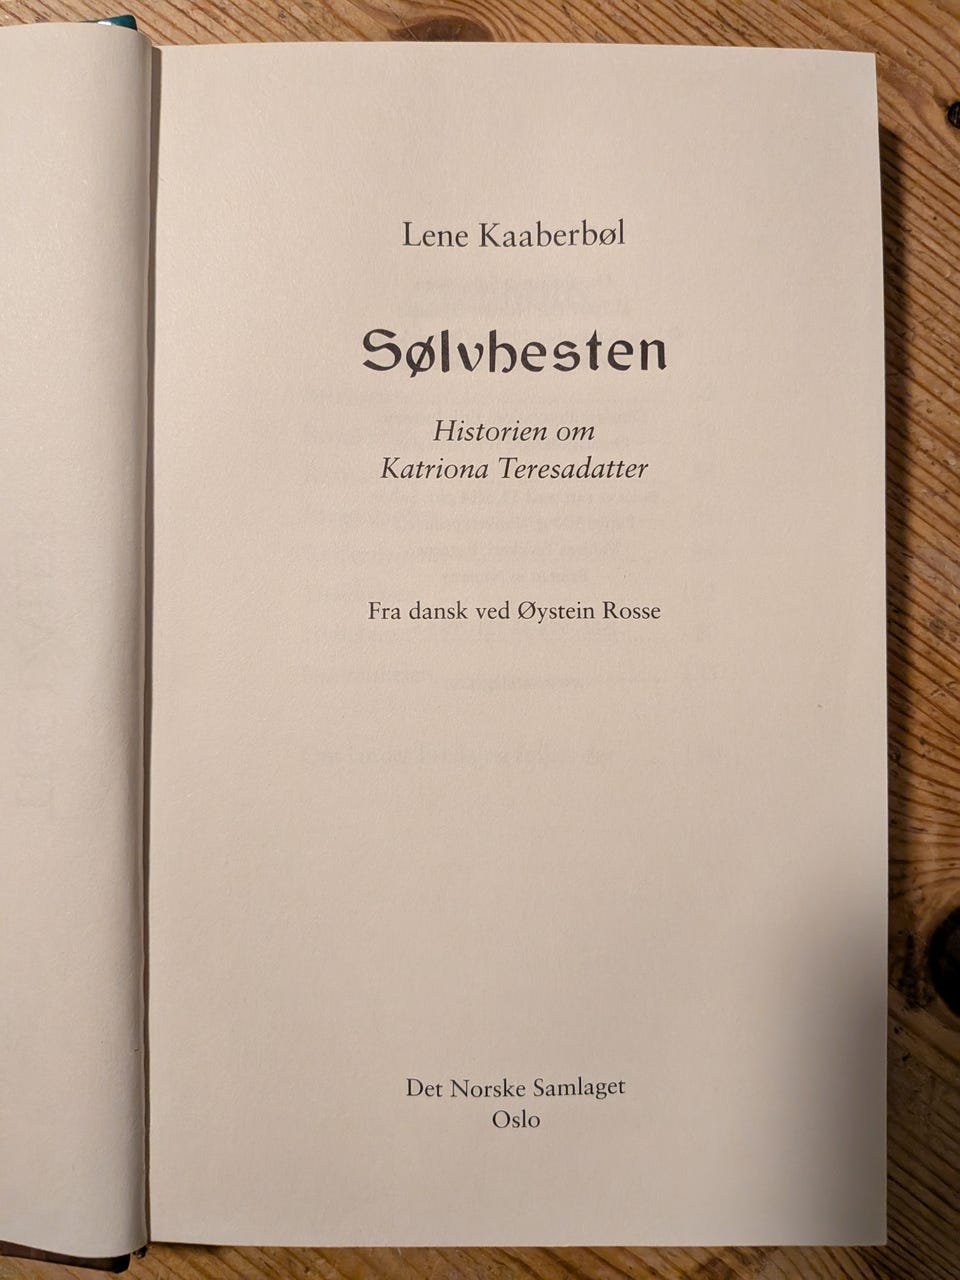 Lene Kaaberbøl
Sølvhesten
Historien om
Katriona Teresadatter
Fra dansk ved Øystein Rosse
Det Norske Samlaget
Oslo